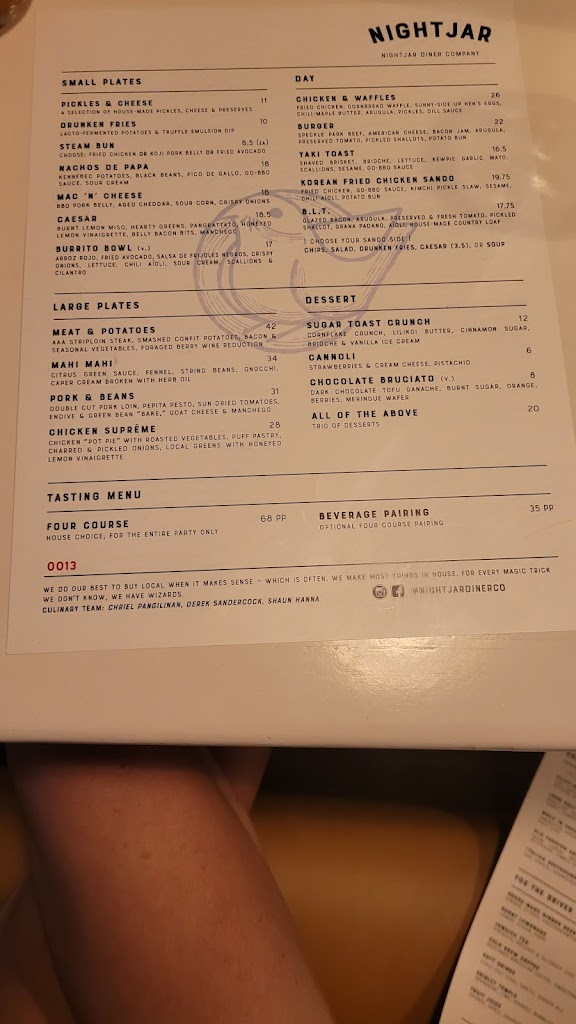 NIGHTJAR
NIGHTJAR DINER COMPANY
SMALL PLATES
PICKLES & CHEESE 11
A SELECTION OF HOUSE-MADE PICKLES, CHEESE & PRESERVES
DRUNKEN FRIES 10
LACTO-FERMENTED POTATOES & TRUFFLE EMULSION DIP
STEAM BUN 6.5 (EA)
CHOOSE: FRIED CHICKEN OR KOJI PORK BELLY OR FRIED AVOCADO
NACHOS DE PAPA 18
KENNEBEC POTATOES, BLACK BEANS, PICO DE GALLO, GO-BBQ
SAUCE, SOUR CREAM
MAC 'N' CHEESE 16
BBQ PORK BELLY, AGED CHEDDAR, SOUR CORN, CRISPY ONIONS
CAESAR 18.5
BURNT LEMON MISO, HEARTY GREENS, PANGRATTATO, HONEYED
LEMON VINAIGRETTE, BELLY BACON BITS, MANCHEGO
BURRITO BOWL (V.) 17
ARROZ ROJO, FRIED AVOCADO, SALSA DE FRIJOLES NEGROS, CRISPY
ONIONS, LETTUCE, CHILI AIOLI, SOUR CREAM, SCALLIONS &
CILANTRO
DAY
CHICKEN & WAFFLES 26
FRIED CHICKEN, CORNBREAD WAFFLE, SUNNY-SIDE-UP HEN'S EGGS,
CHILI-MAPLE BUTTER, ARUGULA, PICKLES, DILL SAUCE
BURGER 22
SPECKLE PARK BEEF, AMERICAN CHEESE, BACON JAM, ARUGULA,
PRESERVED TOMATO, PICKLED SHALLOTS, POTATO BUN
YAKI TOAST 16.5
SHAVED BRISKET, BRIOCHE, LETTUCE, KEWPIE GARLIC MAYO,
SCALLIONS, SESAME, GO-BBQ SAUCE
KOREAN FRIED CHICKEN SANDO 19.75
FRIED CHICKEN, GO-BBQ SAUCE, KIMCHI PICKLE SLAW, SESAME,
CHILI AIOLI, POTATO BUN
B.L.T. 17.75
GLAZED BACON, ARUGULA, PRESERVED & FRESH TOMATO, PICKLED
SHALLOT, GRANA PADANO, AIOLI, HOUSE-MADE COUNTRY LOAF
CHOOSE YOUR SANDO SIDE
CHIPS, SALAD, DRUNKEN FRIES, CAESAR (3.5), OR SOUP
LARGE PLATES
MEAT & POTATOES 42
AAA STRIPLOIN STEAK, SMASHED CONFIT POTATOES, BACON &
SEASONAL VEGETABLES, FORAGED BERRY WINE REDUCTION
MAHI MAHI 34
CITRUS GREEN SAUCE, FENNEL, STRING BEANS, GNOCCHI,
CAPER CREAM BROKEN WITH HERB OIL
PORK & BEANS 31
DOUBLE CUT PORK LOIN, PEPITA PESTO, SUN-DRIED TOMATOES,
ENDIVE & GREEN BEAN "BAKE," GOAT CHEESE & MANCHEGO
CHICKEN SUPRÊME 28
CHICKEN "POT PIE" WITH ROASTED VEGETABLES, PUFF PASTRY,
CHARRED & PICKLED ONIONS, LOCAL GREENS WITH HONEYED
LEMON VINAIGRETTE
DESSERT
SUGAR TOAST CRUNCH 12
CORNFLAKE CRUNCH, LILIKOI BUTTER, CINNAMON SUGAR,
BRIOCHE & VANILLA ICE CREAM
CANNOLI 6
STRAWBERRIES & CREAM CHEESE, PISTACHIO
CHOCOLATE BRUCIATO (V.) 8
DARK CHOCOLATE TOFU GANACHE, BURNT SUGAR, ORANGE,
BERRIES, MERINGUE WAFER
ALL OF THE ABOVE 20
TRIO OF DESSERTS
TASTING MENU
FOUR COURSE 68 PP
HOUSE CHOICE; FOR THE ENTIRE PARTY ONLY
BEVERAGE PAIRING 35 PP
OPTIONAL FOUR COURSE PAIRING
0013
WE DO OUR BEST TO BUY LOCAL WHEN IT MAKES SENSE – WHICH IS OFTEN. WE MAKE MOST THINGS IN HOUSE. FOR EVERY MAGIC TRICK
WE DON'T KNOW, WE HAVE WIZARDS.
CULINARY TEAM: CHRIEL PANGILINAN, DEREK SANDERCOCK, SHAUN HANNA
@NIGHTJARDINERCO
FOR THE DRIVER
BURNT LEMONADE
JAMAICA TEA
COLD BREW COFFEE
SOFT DRINKS
SHIRLEY TEMPLE
FRUIT JUICE